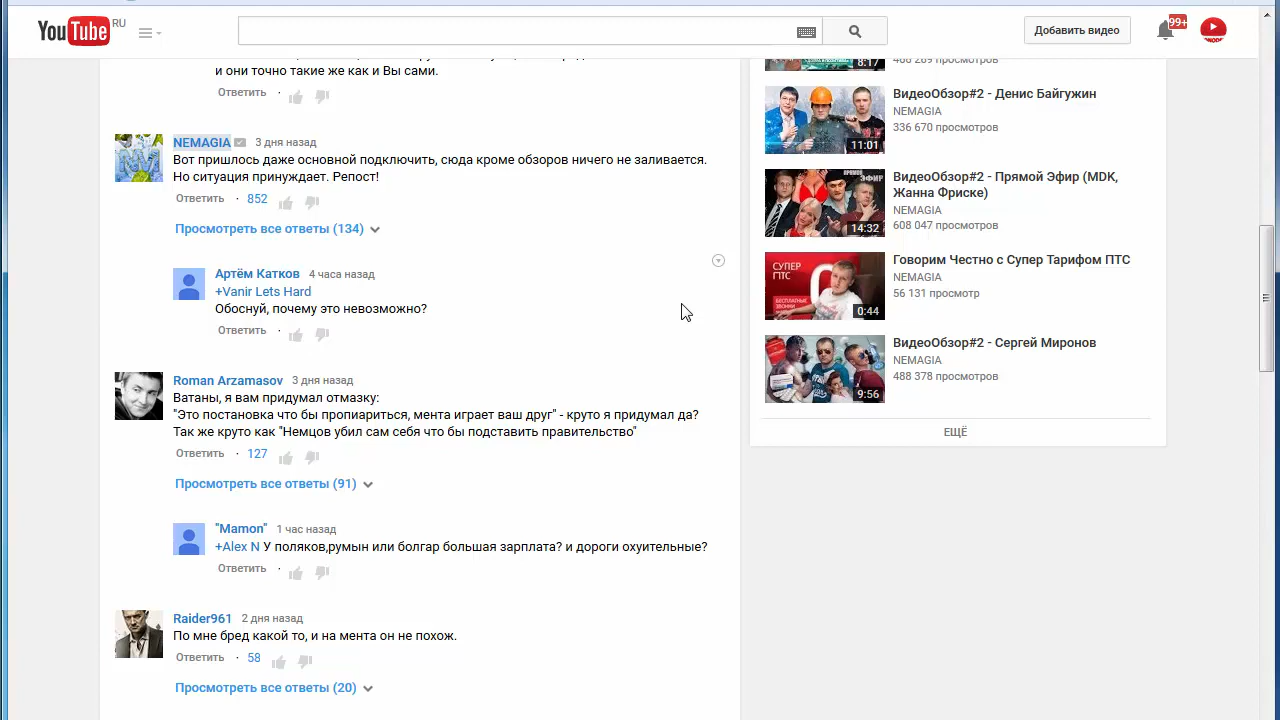 YouTube RU
Добавить видео
99+
и они точно такие же как и Вы сами.
Ответить ·
NEMAGIA 3 дня назад
Вот пришлось даже основной подключить, сюда кроме обзоров ничего не заливается.
Но ситуация принуждает. Репост!
Ответить · 852
Просмотреть все ответы (134)
Артём Катков 4 часа назад
+Vanir Lets Hard
Обоснуй, почему это невозможно?
Ответить ·
Roman Arzamasov 3 дня назад
Ватаны, я вам придумал отмазку:
"Это постановка что бы пропиариться, мента играет ваш друг" - круто я придумал да?
Так же круто как "Немцов убил сам себя что бы подставить правительство"
Ответить · 127
Просмотреть все ответы (91)
"Mamon" 1 час назад
+Alex N У поляков,румын или болгар большая зарплата? и дороги охуительные?
Ответить ·
Raider961 2 дня назад
По мне бред какой то, и на мента он не похож.
Ответить · 58
Просмотреть все ответы (20)
8:17
ВидеоОбзор#2 - Денис Байгужин
NEMAGIA
336 670 просмотров
11:01
ВидеоОбзор#2 - Прямой Эфир (MDK,
Жанна Фриске)
NEMAGIA
608 047 просмотров
ПРЯМОЙ
ЭФИР
14:32
Говорим Честно с Супер Тарифом ПТС
NEMAGIA
56 131 просмотр
СУПЕР
ПТС
0:44
ВидеоОбзор#2 - Сергей Миронов
NEMAGIA
488 378 просмотров
9:56
ЕЩЁ